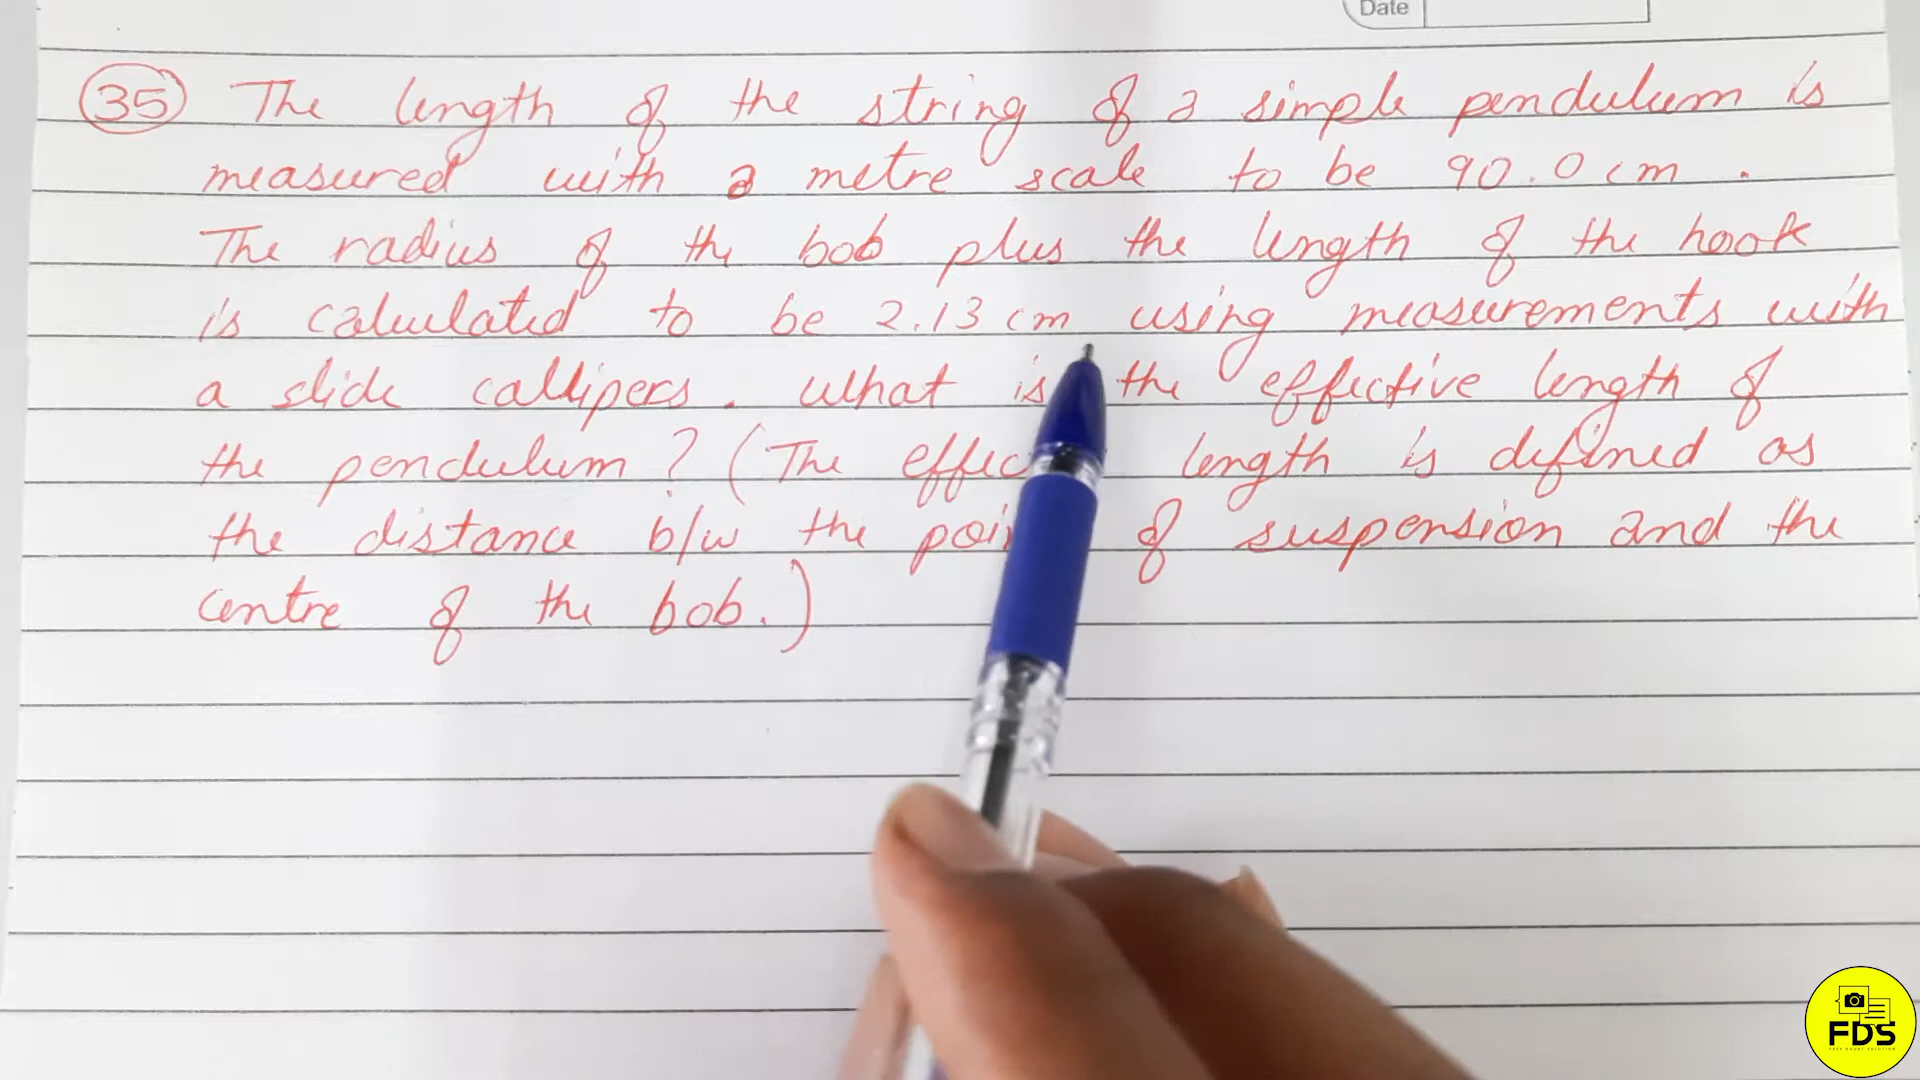 Date
35 The length of the string of a simple pendulum is
measured with a metre scale to be 90.0 cm .
The radius of the bob plus the length of the hook
is calculated to be 2.13 cm using measurements with
a slide callipers. What is the effective length of
the pendulum ? (The effec length is defined as
the distance b/w the poi of suspension and the
centre of the bob.)
FDS